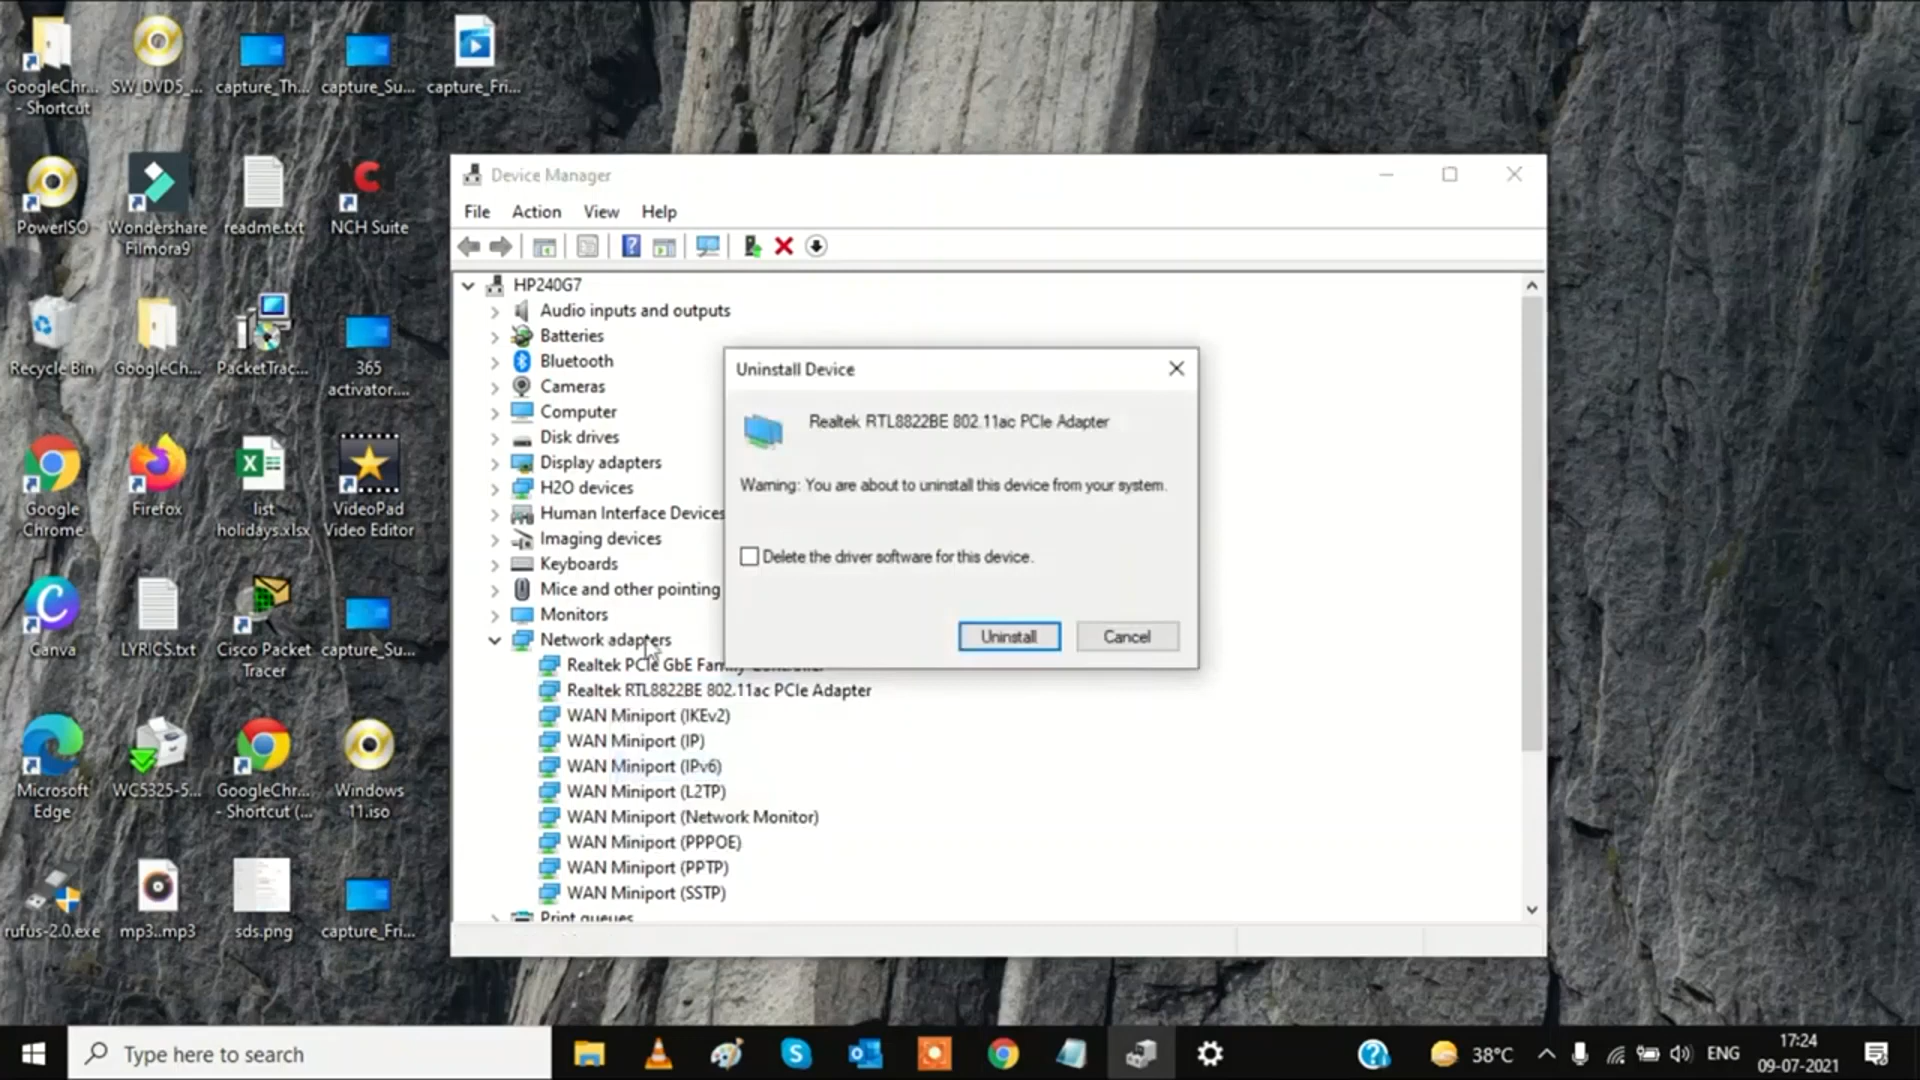 GoogleChr...
- Shortcut
SW_DVD5_...
capture_Th...
capture_Su...
capture_Fri...
PowerISO
Wondershare
Filmora9
readme.txt
NCH Suite
Recycle Bin
GoogleCh...
PacketTrac...
365
activator....
Google
Chrome
Firefox
list
holidays.xlsx
VideoPad
Video Editor
Canva
LYRICS.txt
Cisco Packet
Tracer
capture_Su...
Microsoft
Edge
WC5325-5...
GoogleChr...
- Shortcut (...
Windows
11.iso
rufus-2.0.exe
mp3..mp3
sds.png
capture_Fri...
Device Manager
File Action View Help
HP240G7
Audio inputs and outputs
Batteries
Bluetooth
Cameras
Computer
Disk drives
Display adapters
H2O devices
Human Interface Devices
Imaging devices
Keyboards
Mice and other pointing
Monitors
Network adapters
Realtek PCIe GbE Family Controller
Realtek RTL8822BE 802.11ac PCIe Adapter
WAN Miniport (IKEv2)
WAN Miniport (IP)
WAN Miniport (IPv6)
WAN Miniport (L2TP)
WAN Miniport (Network Monitor)
WAN Miniport (PPPOE)
WAN Miniport (PPTP)
WAN Miniport (SSTP)
Print queues
Uninstall Device
Realtek RTL8822BE 802.11ac PCIe Adapter
Warning: You are about to uninstall this device from your system.
Delete the driver software for this device.
Uninstall Cancel
Type here to search
38°C
ENG
17:24
09-07-2021